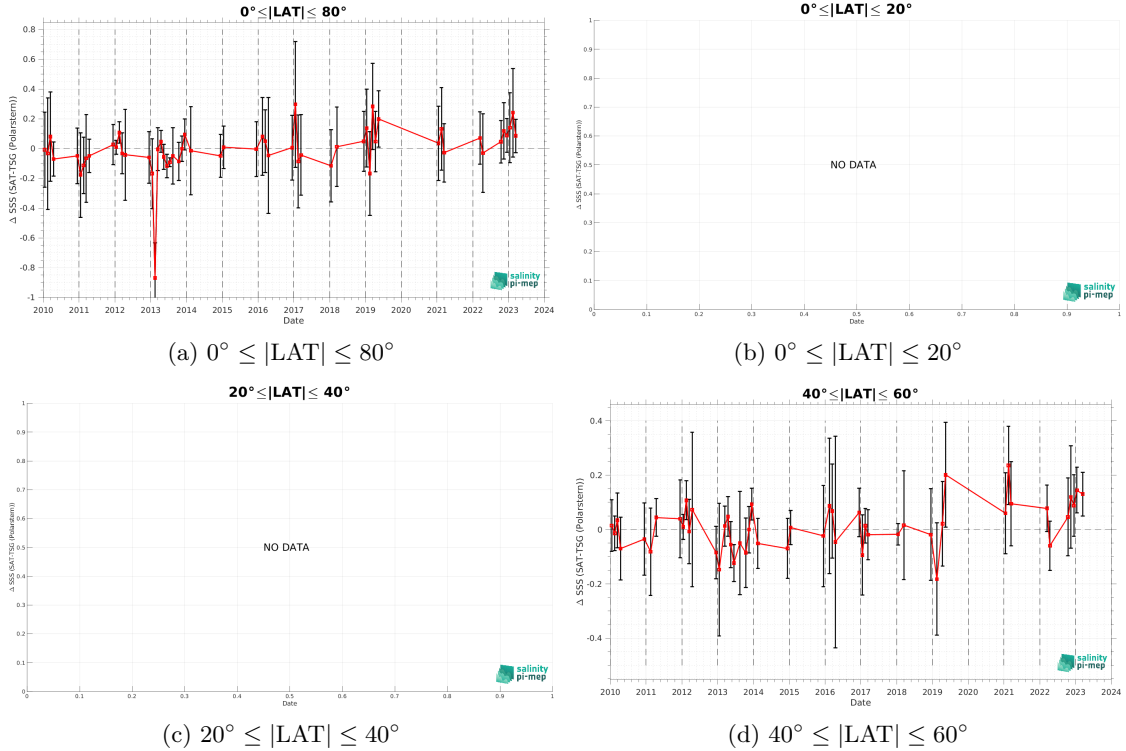 0°≤|LAT|≤ 80°
Δ SSS (SAT-TSG (Polarstern))
0.8
0.6
0.4
0.2
0
-0.2
-0.4
-0.6
-0.8
-1
2010 2011 2012 2013 2014 2015 2016 2017 2018 2019 2020 2021 2022 2023 2024
Date
salinity
pi-mep
(a) 0° ≤ |LAT| ≤ 80°
0°≤|LAT|≤ 20°
Δ SSS (SAT-TSG (Polarstern))
1
0.9
0.8
0.7
0.6
0.5
0.4
0.3
0.2
0.1
0
NO DATA
0 0.1 0.2 0.3 0.4 0.5 0.6 0.7 0.8 0.9 1
Date
salinity
pi-mep
(b) 0° ≤ |LAT| ≤ 20°
20°≤|LAT|≤ 40°
Δ SSS (SAT-TSG (Polarstern))
1
0.9
0.8
0.7
0.6
0.5
0.4
0.3
0.2
0.1
0
NO DATA
0 0.1 0.2 0.3 0.4 0.5 0.6 0.7 0.8 0.9 1
Date
salinity
pi-mep
(c) 20° ≤ |LAT| ≤ 40°
40°≤|LAT|≤ 60°
Δ SSS (SAT-TSG (Polarstern))
0.4
0.2
0
-0.2
-0.4
2010 2011 2012 2013 2014 2015 2016 2017 2018 2019 2020 2021 2022 2023 2024
Date
salinity
pi-mep
(d) 40° ≤ |LAT| ≤ 60°